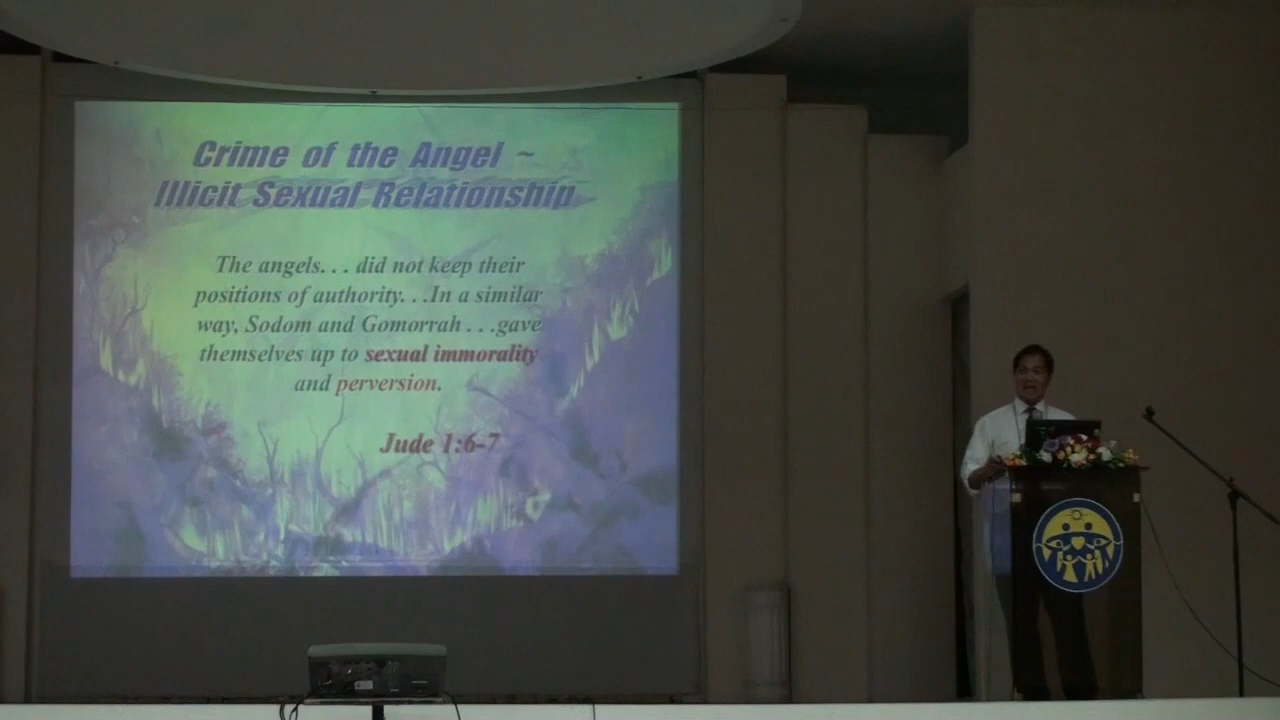 Crime of the Angel ~
Illicit Sexual Relationship
The angels. . . did not keep their
positions of authority. . .In a similar
way, Sodom and Gomorrah . . .gave
themselves up to sexual immorality
and perversion.
Jude 1:6-7